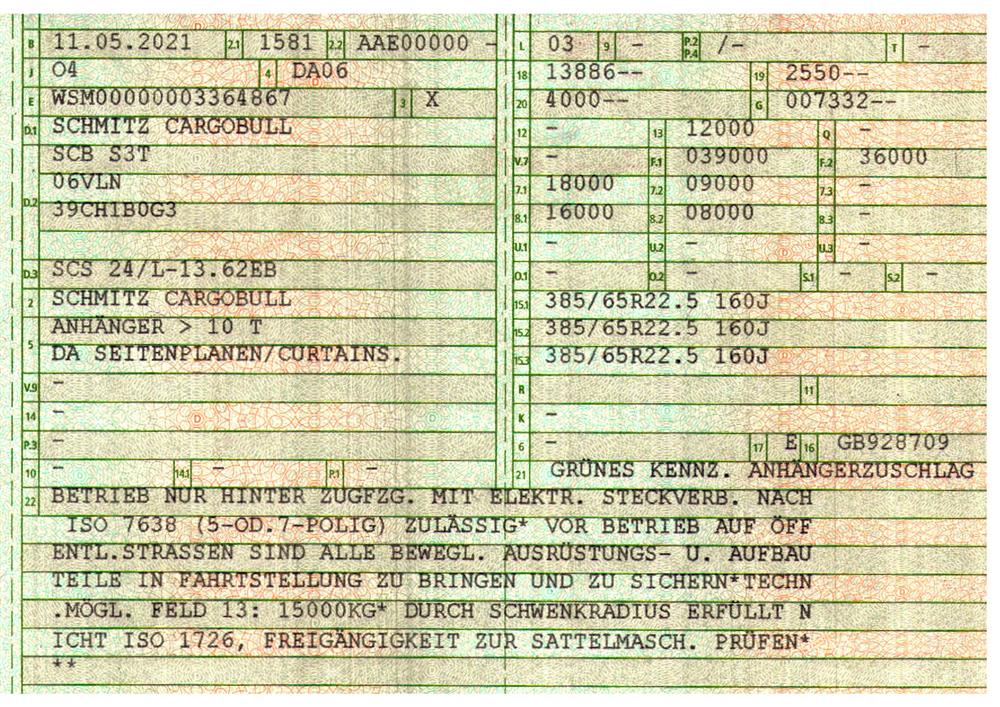 B 11.05.2021 2.1 1581 2.2 AAE00000 -
J 04 4 DA06
E WSM00000003364867 3 X
D.1 SCHMITZ CARGOBULL
D.2 SCB S3T
06VLN
39CH1B0G3
D.3 SCS 24/L-13.62EB
2 SCHMITZ CARGOBULL
5 ANHÄNGER > 10 T
DA SEITENPLANEN/CURTAINS.
V.9 -
14 -
P.3 -
10 - 14.1 - P.1 -
L 03 9 - P.2 P.4 /- T -
18 13886-- 19 2550--
20 4000-- G 007332--
12 - 13 12000 Q -
V.7 - F.1 039000 F.2 36000
7.1 18000 7.2 09000 7.3 -
8.1 16000 8.2 08000 8.3 -
U.1 - U.2 - U.3 -
O.1 - O.2 - S.1 - S.2 -
15.1 385/65R22.5 160J
15.2 385/65R22.5 160J
15.3 385/65R22.5 160J
R 11
K -
6 - 17 E 16 GB928709
21 GRÜNES KENNZ. ANHÄNGERZUSCHLAG
22 BETRIEB NUR HINTER ZUGFZG. MIT ELEKTR. STECKVERB. NACH
ISO 7638 (5-OD.7-POLIG) ZULÄSSIG* VOR BETRIEB AUF ÖFF
ENTL.STRASSEN SIND ALLE BEWEGL. AUSRÜSTUNGS- U. AUFBAU
TEILE IN FAHRTSTELLUNG ZU BRINGEN UND ZU SICHERN*TECHN
.MÖGL. FELD 13: 15000KG* DURCH SCHWENKRADIUS ERFÜLLT N
ICHT ISO 1726, FREIGÄNGIGKEIT ZUR SATTELMASCH. PRÜFEN*
**